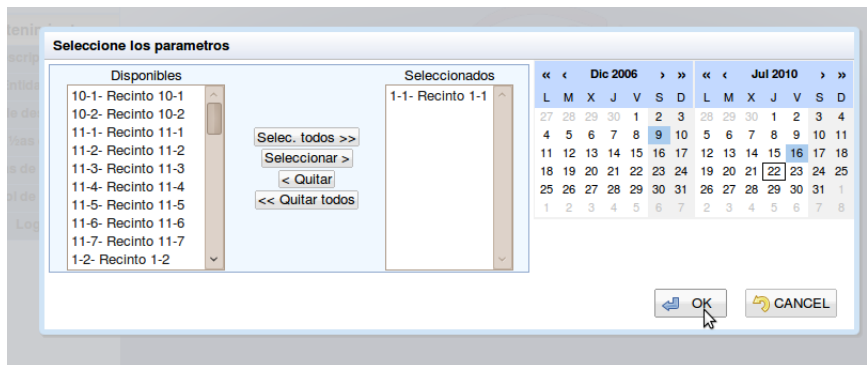 Seleccione los parametros
Disponibles
10-1- Recinto 10-1
10-2- Recinto 10-2
11-1- Recinto 11-1
11-2- Recinto 11-2
11-3- Recinto 11-3
11-4- Recinto 11-4
11-5- Recinto 11-5
11-6- Recinto 11-6
11-7- Recinto 11-7
1-2- Recinto 1-2
Selec. todos >>
Seleccionar >
< Quitar
<< Quitar todos
Seleccionados
1-1- Recinto 1-1
« ‹ Dic 2006 › »
L M X J V S D
27 28 29 30 1 2 3
4 5 6 7 8 9 10
11 12 13 14 15 16 17
18 19 20 21 22 23 24
25 26 27 28 29 30 31
1 2 3 4 5 6 7
« ‹ Jul 2010 › »
L M X J V S D
28 29 30 1 2 3 4
5 6 7 8 9 10 11
12 13 14 15 16 17 18
19 20 21 22 23 24 25
26 27 28 29 30 31 1
2 3 4 5 6 7 8
OK
CANCEL